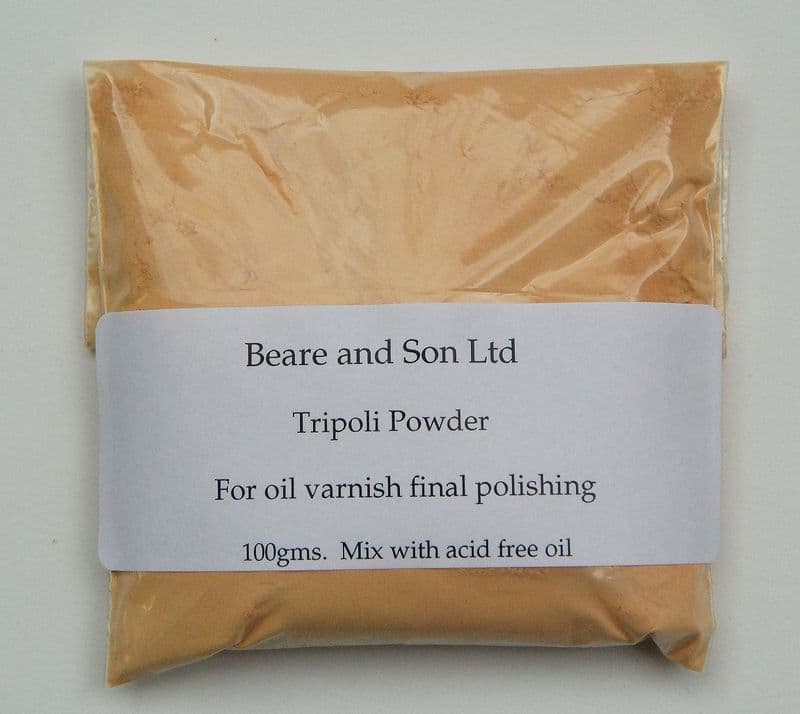 Beare and Son Ltd
Tripoli Powder
For oil varnish final polishing
100gms. Mix with acid free oil